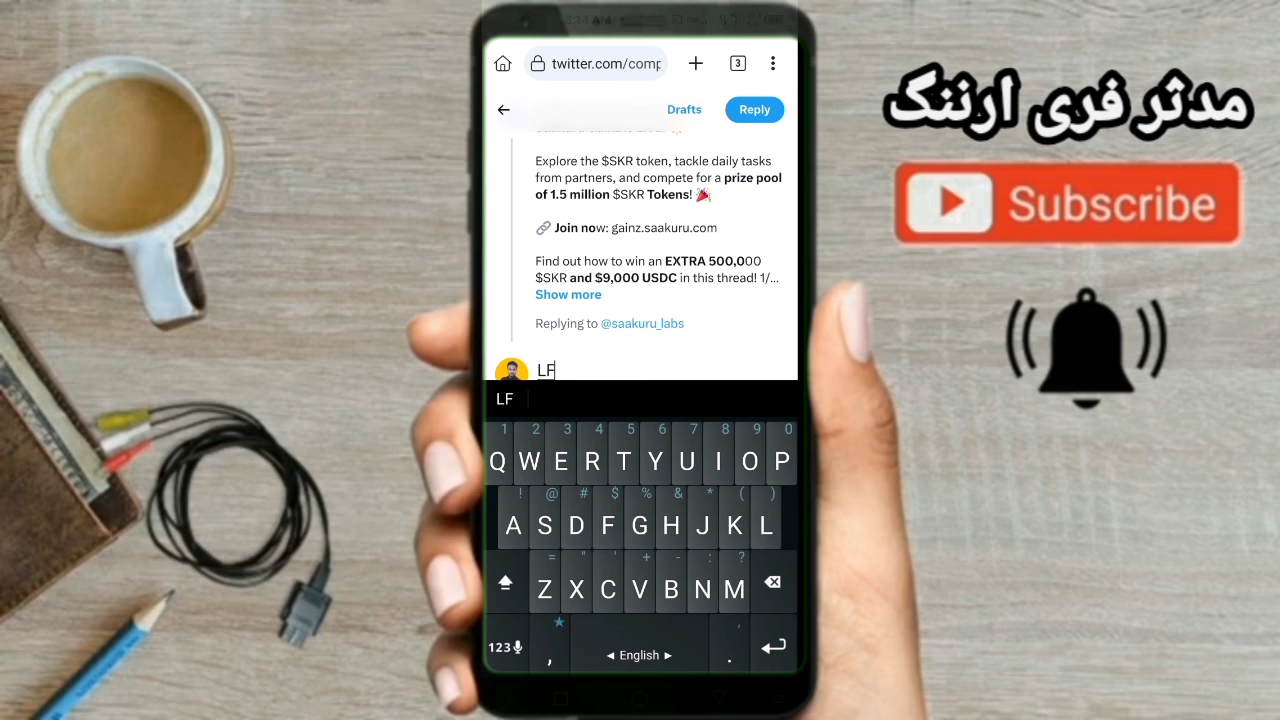 3:14 AM
twitter.com/comp
3
Drafts
Reply
Explore the $SKR token, tackle daily tasks
from partners, and compete for a prize pool
of 1.5 million $SKR Tokens! 🎉
🔗 Join now: gainz.saakuru.com
Find out how to win an EXTRA 500,000
$SKR and $9,000 USDC in this thread! 1/...
Show more
Replying to @saakuru_labs
LF
LF
1 2 3 4 5 6 7 8 9 0
Q W E R T Y U I O P
! @ # $ % & * ( )
A S D F G H J K L
= " ' + - : ?
Z X C V B N M
123 , ◄ English ► .
مدثر فری ارننگ
Subscribe